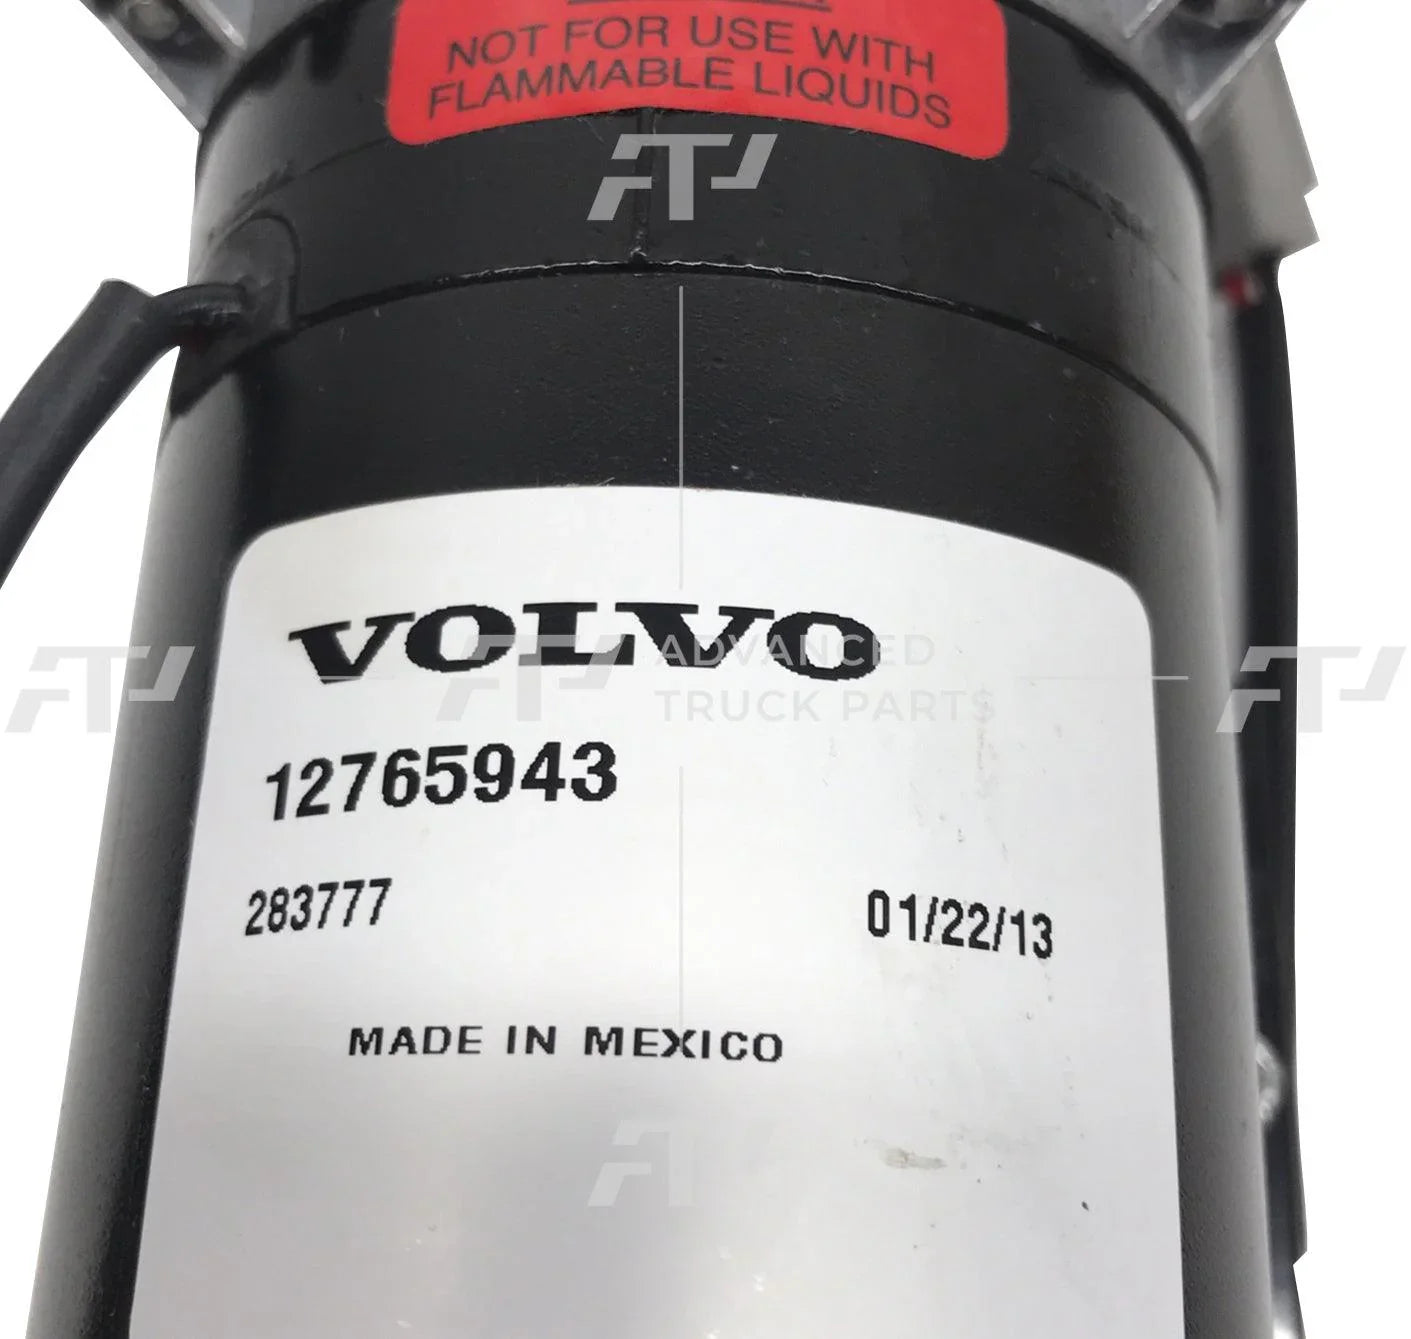 NOT FOR USE WITH
FLAMMABLE LIQUIDS
VOLVO
ADVANCED
TRUCK PARTS
12765943
283777
01/22/13
MADE IN MEXICO